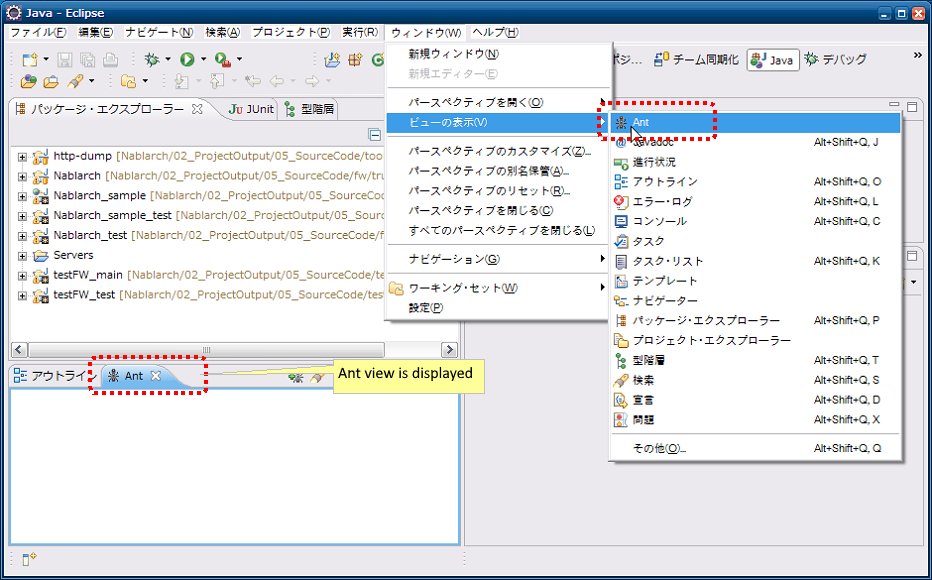 Java - Eclipse
ファイル(F) 編集(E) ナビゲート(N) 検索(A) プロジェクト(P) 実行(R) ウィンドウ(W) ヘルプ(H)
チーム同期化 Java デバッグ
パッケージ・エクスプローラー JUnit 型階層
http-dump [Nablarch/02_ProjectOutput/05_SourceCode/too
Nablarch [Nablarch/02_ProjectOutput/05_SourceCode/fw/tru
Nablarch_sample [Nablarch/02_ProjectOutput/05_SourceCod
Nablarch_sample_test [Nablarch/02_ProjectOutput/05_Sourc
Nablarch_test [Nablarch/02_ProjectOutput/05_SourceCode/f
Servers
testFW_main [Nablarch/02_ProjectOutput/05_SourceCode/te
testFW_test [Nablarch/02_ProjectOutput/05_SourceCode/test
新規ウィンドウ(N)
新規エディター(E)
パースペクティブを開く(O)
ビューの表示(V)
パースペクティブのカスタマイズ(Z)...
パースペクティブの別名保管(A)...
パースペクティブのリセット(R)...
パースペクティブを閉じる(C)
すべてのパースペクティブを閉じる(L)
ナビゲーション(G)
ワーキング・セット(W)
設定(P)
Ant
Javadoc Alt+Shift+Q, J
進行状況
アウトライン Alt+Shift+Q, O
エラー・ログ Alt+Shift+Q, L
コンソール Alt+Shift+Q, C
タスク
タスク・リスト Alt+Shift+Q, K
テンプレート
ナビゲーター
パッケージ・エクスプローラー Alt+Shift+Q, P
プロジェクト・エクスプローラー
型階層 Alt+Shift+Q, T
検索 Alt+Shift+Q, S
宣言 Alt+Shift+Q, D
問題 Alt+Shift+Q, X
その他(O)... Alt+Shift+Q, Q
アウトライン Ant
Ant view is displayed